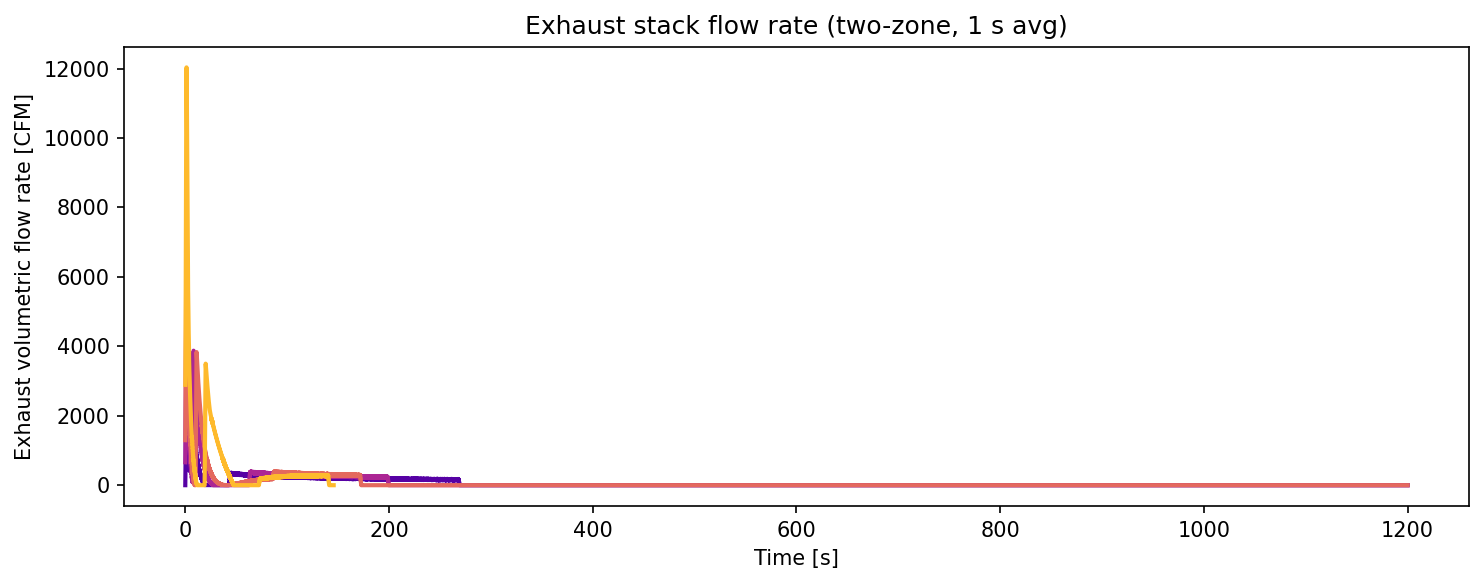 Exhaust stack flow rate (two-zone, 1 s avg)
Exhaust volumetric flow rate [CFM]
12000
10000
8000
6000
4000
2000
0
0 200 400 600 800 1000 1200
Time [s]